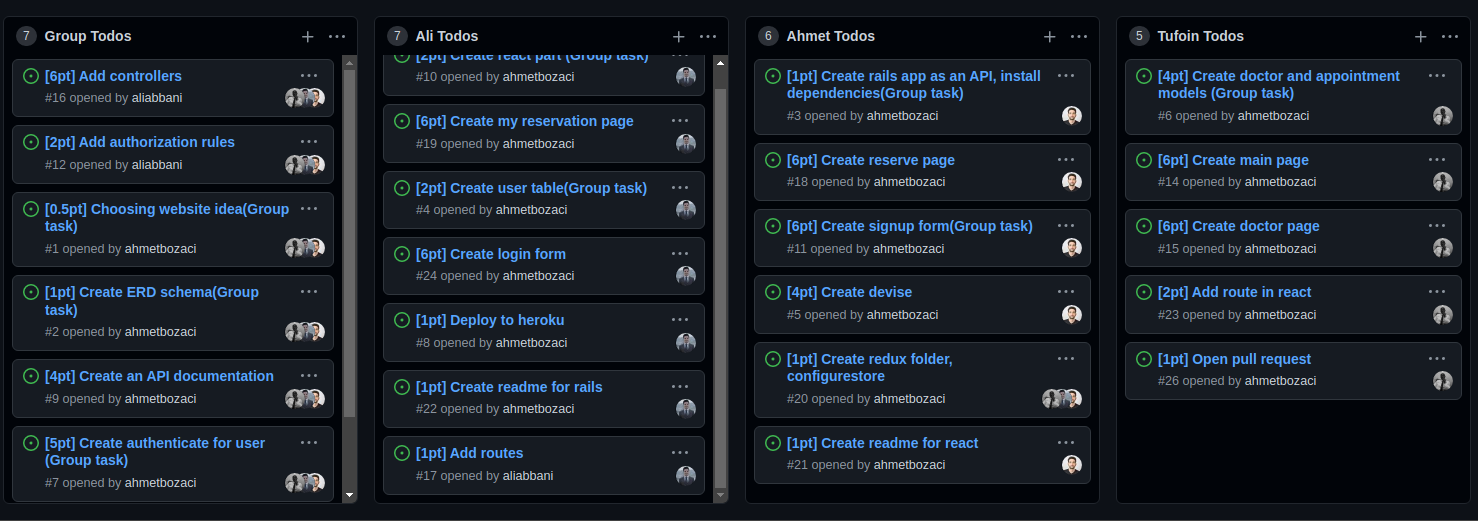 7 Group Todos
[6pt] Add controllers
#16 opened by aliabbani
[2pt] Add authorization rules
#12 opened by aliabbani
[0.5pt] Choosing website idea(Group
task)
#1 opened by ahmetbozaci
[1pt] Create ERD schema(Group
task)
#2 opened by ahmetbozaci
[4pt] Create an API documentation
#9 opened by ahmetbozaci
[5pt] Create authenticate for user
(Group task)
#7 opened by ahmetbozaci
7 Ali Todos
[2pt] Create react part (Group task)
#10 opened by ahmetbozaci
[6pt] Create my reservation page
#19 opened by ahmetbozaci
[2pt] Create user table(Group task)
#4 opened by ahmetbozaci
[6pt] Create login form
#24 opened by ahmetbozaci
[1pt] Deploy to heroku
#8 opened by ahmetbozaci
[1pt] Create readme for rails
#22 opened by ahmetbozaci
[1pt] Add routes
#17 opened by aliabbani
6 Ahmet Todos
[1pt] Create rails app as an API, install
dependencies(Group task)
#3 opened by ahmetbozaci
[6pt] Create reserve page
#18 opened by ahmetbozaci
[6pt] Create signup form(Group task)
#11 opened by ahmetbozaci
[4pt] Create devise
#5 opened by ahmetbozaci
[1pt] Create redux folder,
configurestore
#20 opened by ahmetbozaci
[1pt] Create readme for react
#21 opened by ahmetbozaci
5 Tufoin Todos
[4pt] Create doctor and appointment
models (Group task)
#6 opened by ahmetbozaci
[6pt] Create main page
#14 opened by ahmetbozaci
[6pt] Create doctor page
#15 opened by ahmetbozaci
[2pt] Add route in react
#23 opened by ahmetbozaci
[1pt] Open pull request
#26 opened by ahmetbozaci